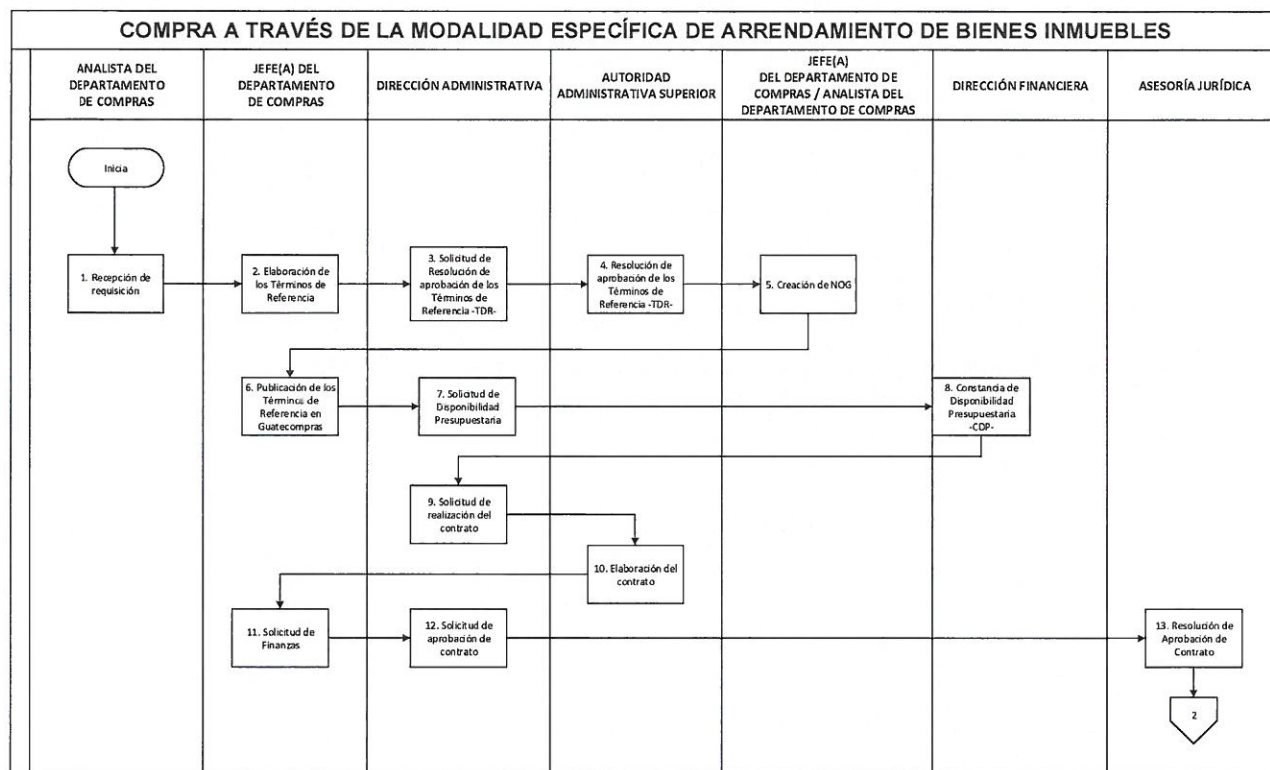 COMPRA A TRAVÉS DE LA MODALIDAD ESPECÍFICA DE ARRENDAMIENTO DE BIENES INMUEBLES
ANALISTA DEL
DEPARTAMENTO
DE COMPRAS
JEFE(A) DEL
DEPARTAMENTO
DE COMPRAS
DIRECCIÓN ADMINISTRATIVA
AUTORIDAD
ADMINISTRATIVA SUPERIOR
JEFE(A)
DEL DEPARTAMENTO DE
COMPRAS / ANALISTA DEL
DEPARTAMENTO DE COMPRAS
DIRECCIÓN FINANCIERA
ASESORÍA JURÍDICA
Inicia
1. Recepción de
requisición
2. Elaboración de
los Términos de
Referencia
3. Solicitud de
Resolución de
aprobación de los
Términos de
Referencia -TDR-
4. Resolución de
aprobación de los
Términos de
Referencia -TDR-
5. Creación de NOG
6. Publicación de los
Términos de
Referencia en
Guatecompras
7. Solicitud de
Disponibilidad
Presupuestaria
8. Constancia de
Disponibilidad
Presupuestaria
-CDP-
9. Solicitud de
realización del
contrato
10. Elaboración del
contrato
11. Solicitud de
Finanzas
12. Solicitud de
aprobación de
contrato
13. Resolución de
Aprobación de
Contrato
2